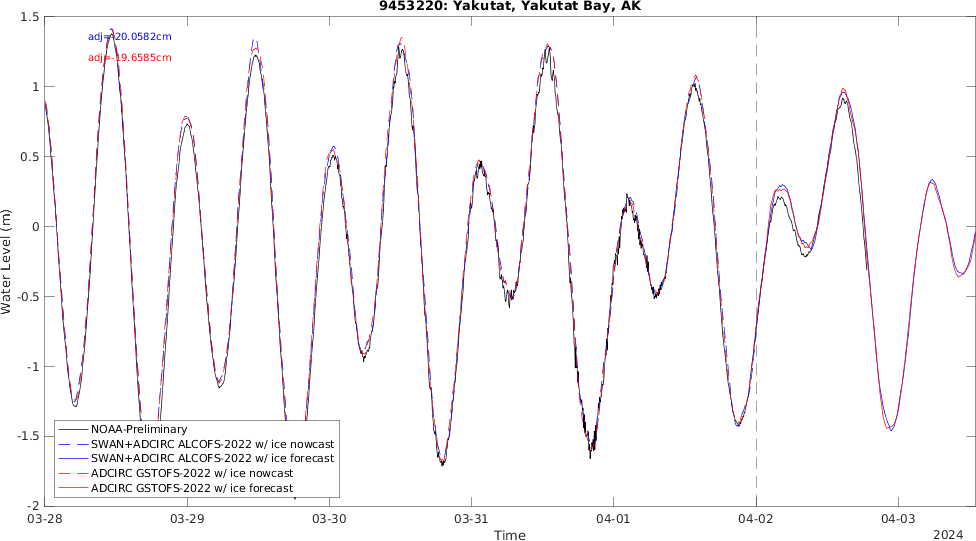 9453220: Yakutat, Yakutat Bay, AK
adj=-20.0582cm
adj=-19.6585cm
Water Level (m)
1.5
1
0.5
0
-0.5
-1
-1.5
-2
NOAA-Preliminary
SWAN+ADCIRC ALCOFS-2022 w/ ice nowcast
SWAN+ADCIRC ALCOFS-2022 w/ ice forecast
ADCIRC GSTOFS-2022 w/ ice nowcast
ADCIRC GSTOFS-2022 w/ ice forecast
03-28 03-29 03-30 03-31 04-01 04-02 04-03
Time
2024